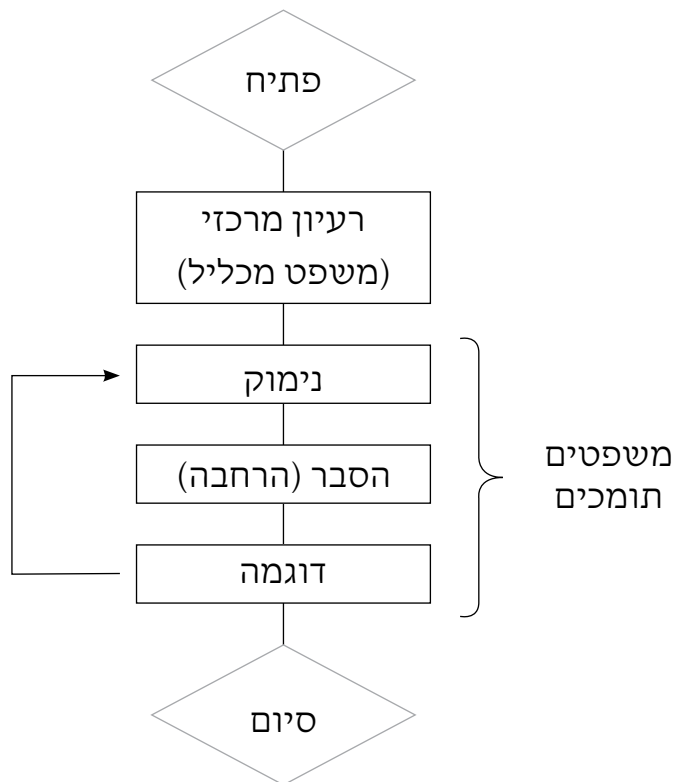 פתיח
רעיון מרכזי
(משפט מכליל)
נימוק
הסבר (הרחבה)
דוגמה
משפטים
תומכים
סיום